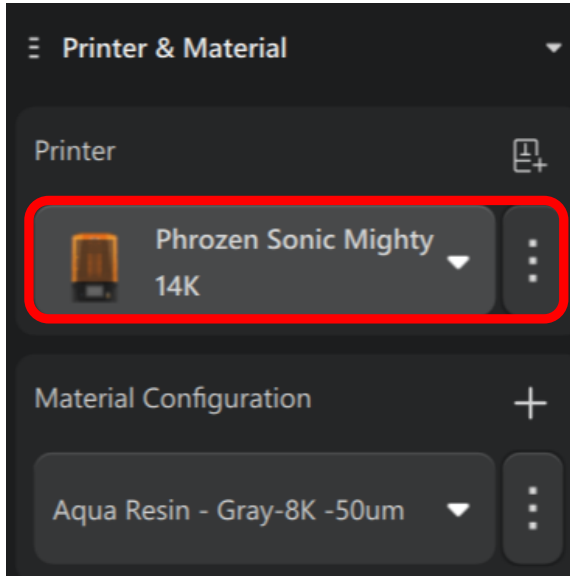 Printer & Material
Printer
Phrozen Sonic Mighty
14K
Material Configuration
Aqua Resin - Gray-8K -50um